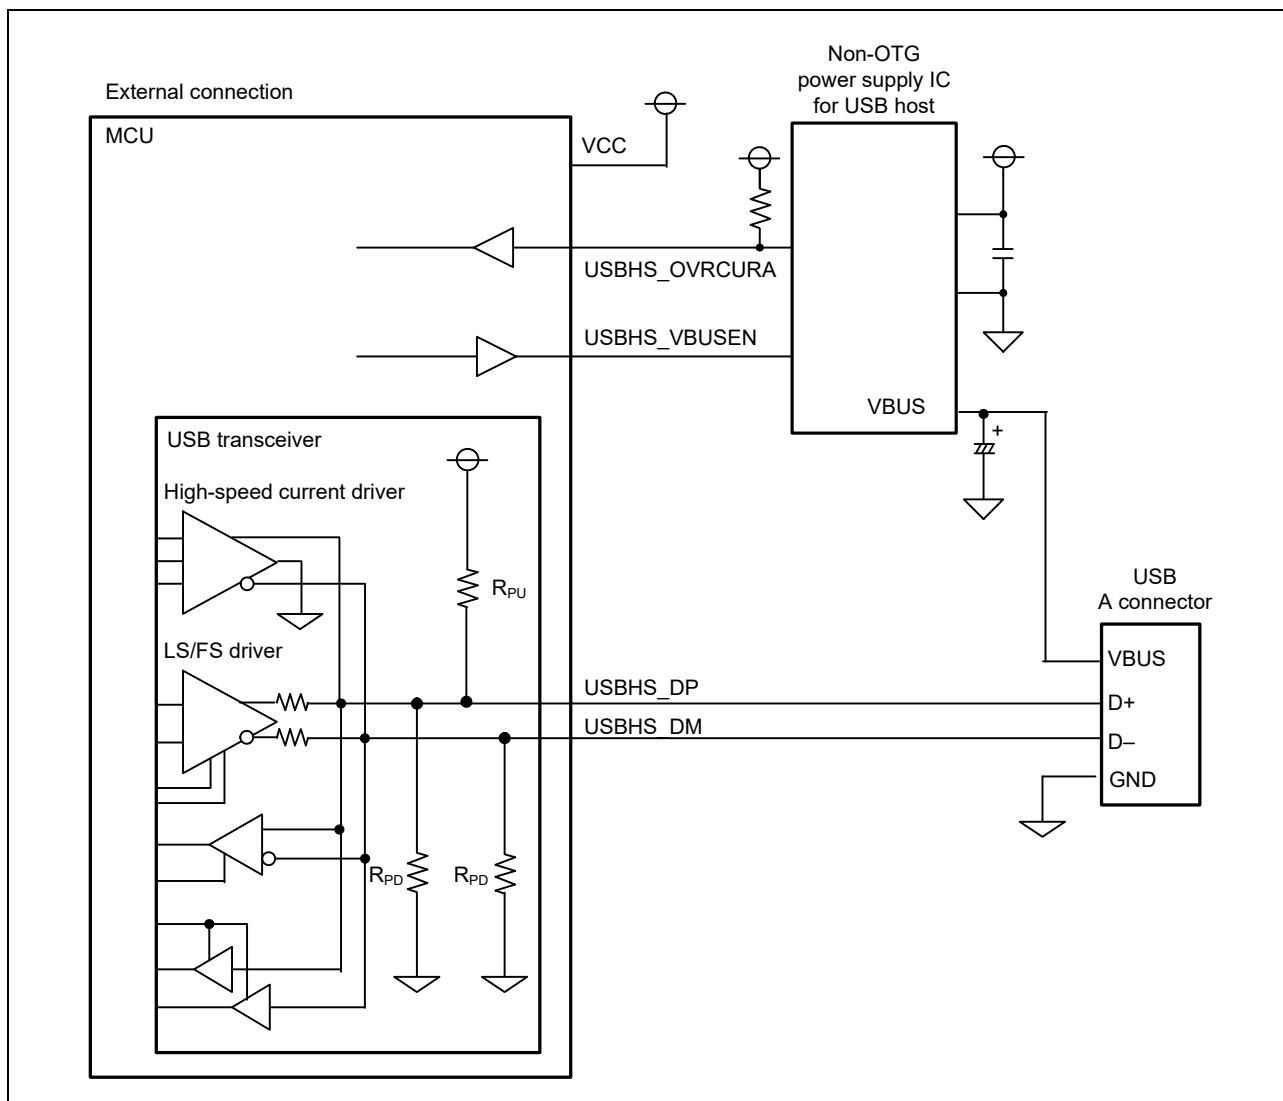 Non-OTG
power supply IC
for USB host
External connection
MCU
VCC
USBHS_OVRCURA
USBHS_VBUSEN
VBUS
+
USB transceiver
High-speed current driver
RPU
USB
A connector
LS/FS driver
VBUS
USBHS_DP
D+
USBHS_DM
D–
GND
RPD
RPD